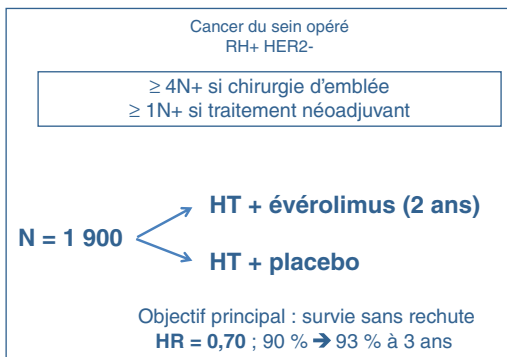 Cancer du sein opéré
RH+ HER2-
≥ 4N+ si chirurgie d’emblée
≥ 1N+ si traitement néoadjuvant
HT + évérolimus (2 ans)
N = 1 900
HT + placebo
Objectif principal : survie sans rechute
HR = 0,70 ; 90 % ➔ 93 % à 3 ans